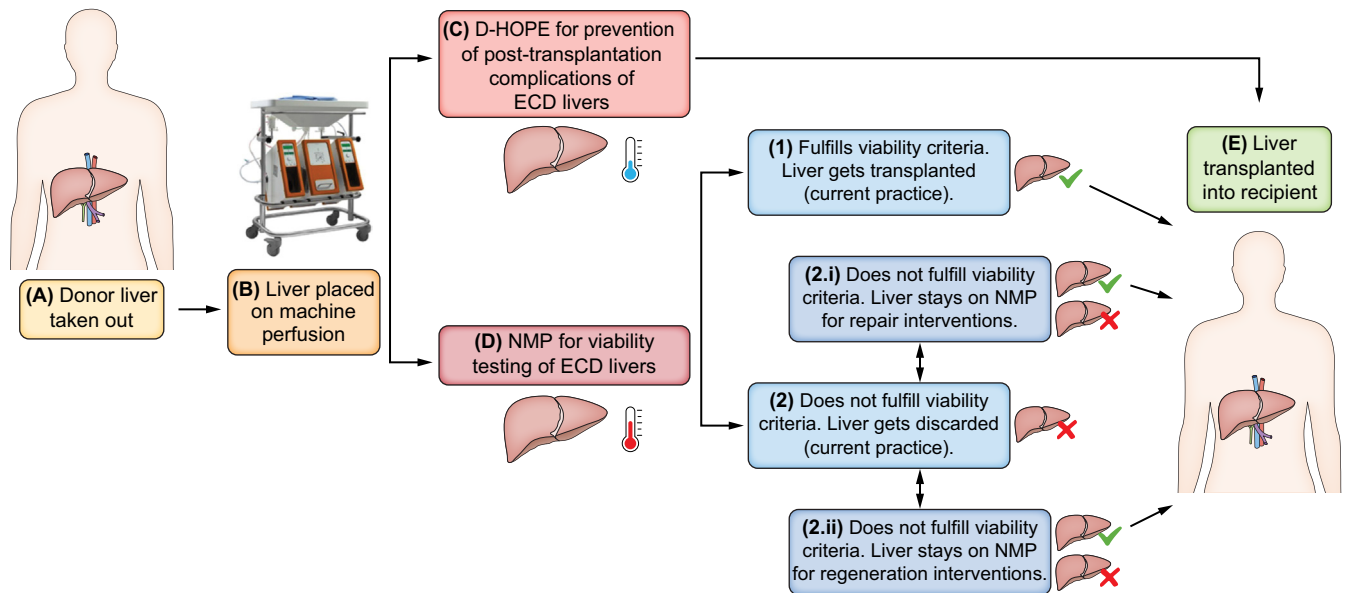 (A) Donor liver
taken out
(B) Liver placed
on machine
perfusion
(C) D-HOPE for prevention
of post-transplantation
complications of
ECD livers
(D) NMP for viability
testing of ECD livers
(1) Fulfills viability criteria.
Liver gets transplanted
(current practice).
(2.i) Does not fulfill viability
criteria. Liver stays on NMP
for repair interventions.
(2) Does not fulfill viability
criteria. Liver gets discarded
(current practice).
(2.ii) Does not fulfill viability
criteria. Liver stays on NMP
for regeneration interventions.
(E) Liver
transplanted
into recipient